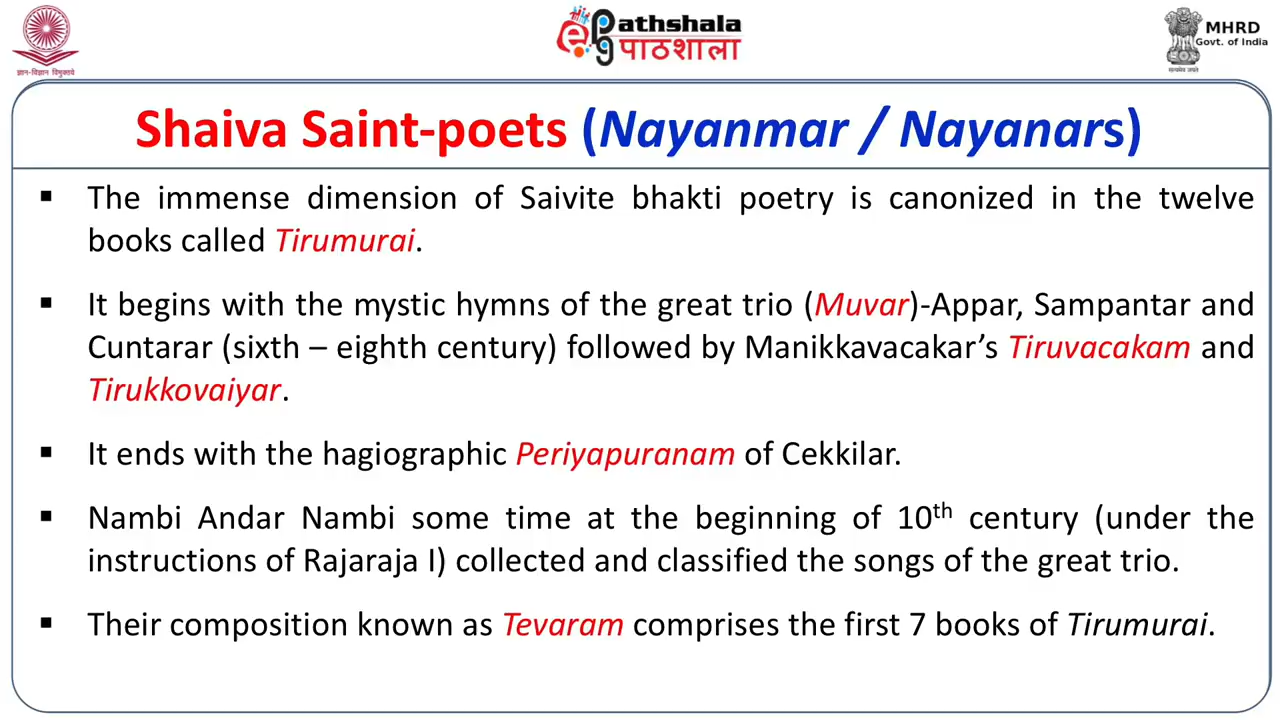 ज्ञान-विज्ञान विमुक्तये
ePG Pathshala
पाठशाला
MHRD
Govt. of India
सत्यमेव जयते
Shaiva Saint-poets (Nayanmar / Nayanars)
▪ The immense dimension of Saivite bhakti poetry is canonized in the twelve
books called Tirumurai.
▪ It begins with the mystic hymns of the great trio (Muvar)-Appar, Sampantar and
Cuntarar (sixth – eighth century) followed by Manikkavacakar’s Tiruvacakam and
Tirukkovaiyar.
▪ It ends with the hagiographic Periyapuranam of Cekkilar.
▪ Nambi Andar Nambi some time at the beginning of 10th century (under the
instructions of Rajaraja I) collected and classified the songs of the great trio.
▪ Their composition known as Tevaram comprises the first 7 books of Tirumurai.